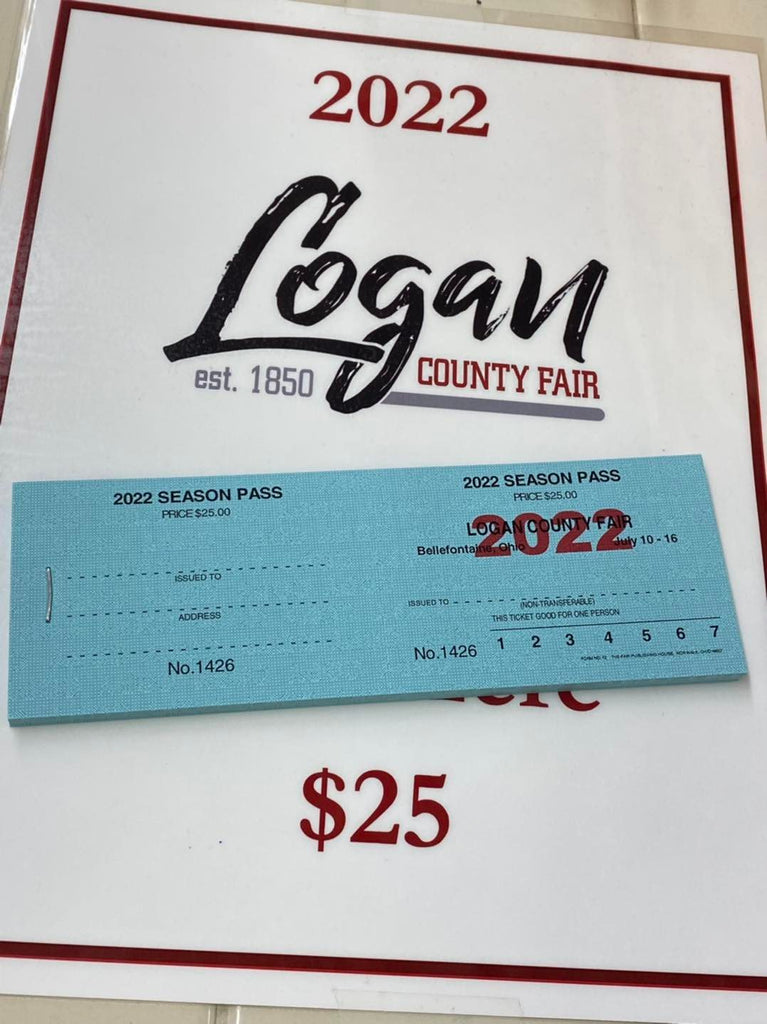 2022
Logan
est. 1850
COUNTY FAIR
2022 SEASON PASS
PRICE $25.00
ISSUED TO
ADDRESS
No.1426
2022 SEASON PASS
PRICE $25.00
LOGAN COUNTY FAIR
2022
Bellefontaine, Ohio July 10 - 16
ISSUED TO
(NON-TRANSFERABLE)
THIS TICKET GOOD FOR ONE PERSON
No.1426 1 2 3 4 5 6 7
$25